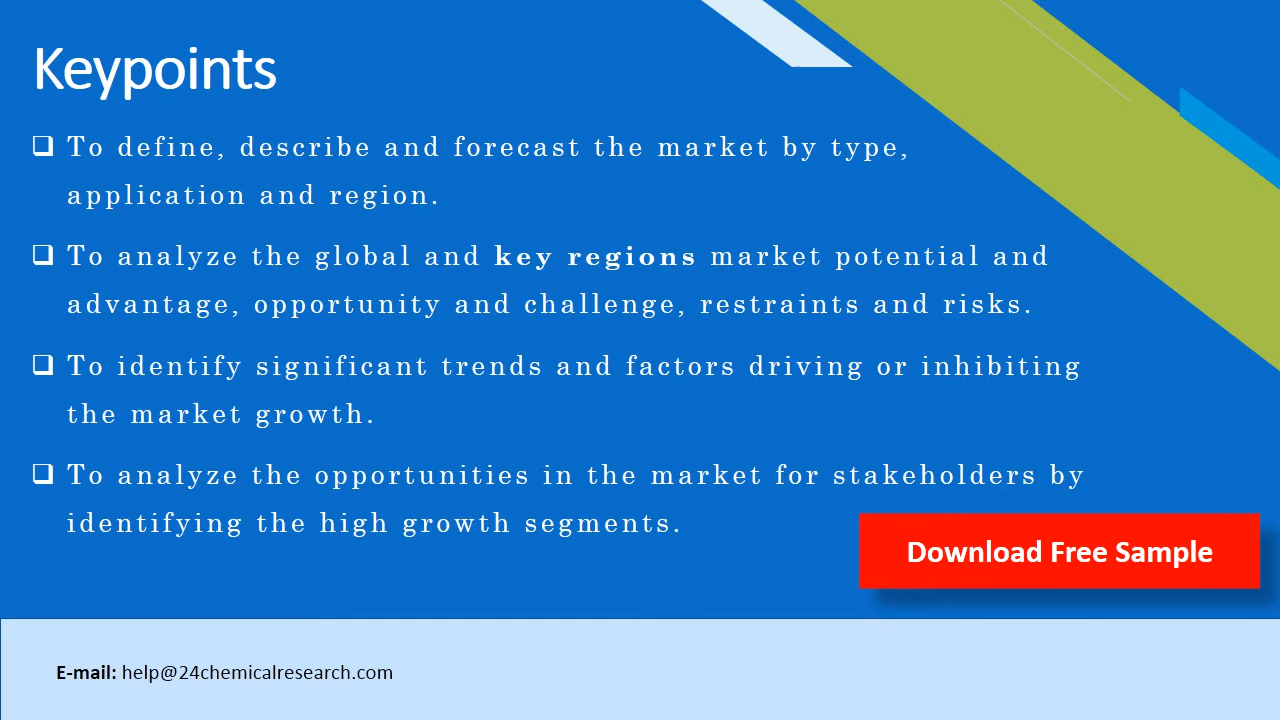 Keypoints
❑ To define, describe and forecast the market by type,
application and region.
❑ To analyze the global and key regions market potential and
advantage, opportunity and challenge, restraints and risks.
❑ To identify significant trends and factors driving or inhibiting
the market growth.
❑ To analyze the opportunities in the market for stakeholders by
identifying the high growth segments.
Download Free Sample
E-mail: help@24chemicalresearch.com